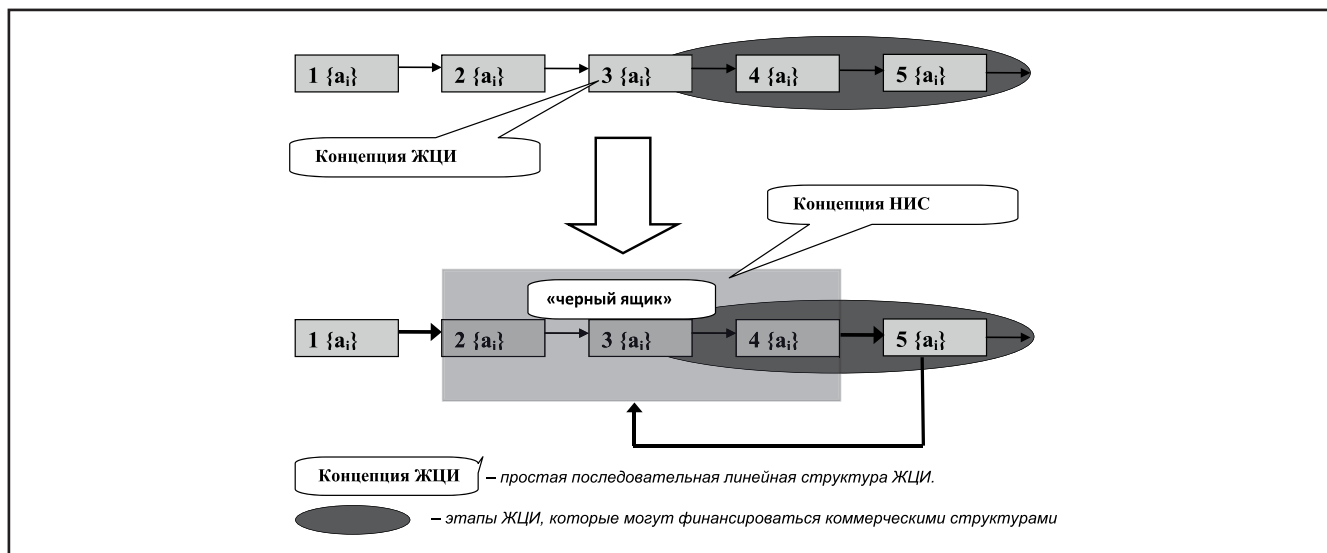 1 {aᵢ} 2 {aᵢ} 3 {aᵢ} 4 {aᵢ} 5 {aᵢ}
Концепция ЖЦИ
Концепция НИС
«черный ящик»
1 {aᵢ} 2 {aᵢ} 3 {aᵢ} 4 {aᵢ} 5 {aᵢ}
Концепция ЖЦИ – простая последовательная линейная структура ЖЦИ.
– этапы ЖЦИ, которые могут финансироваться коммерческими структурами